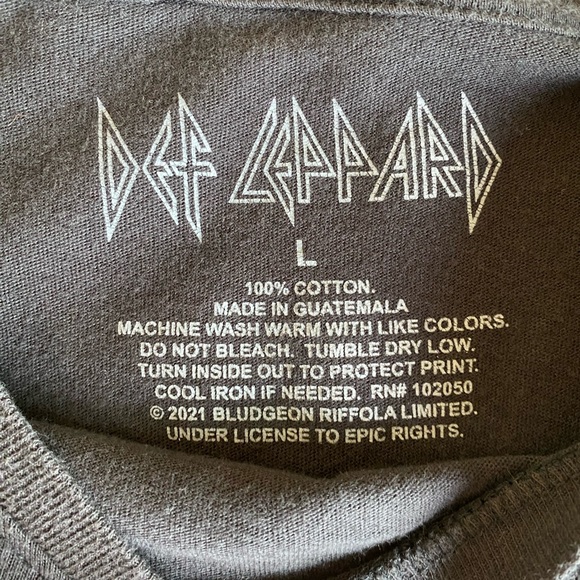 DEF LEPPARD
L
100% COTTON.
MADE IN GUATEMALA
MACHINE WASH WARM WITH LIKE COLORS.
DO NOT BLEACH. TUMBLE DRY LOW.
TURN INSIDE OUT TO PROTECT PRINT.
COOL IRON IF NEEDED. RN# 102050
© 2021 BLUDGEON RIFFOLA LIMITED.
UNDER LICENSE TO EPIC RIGHTS.